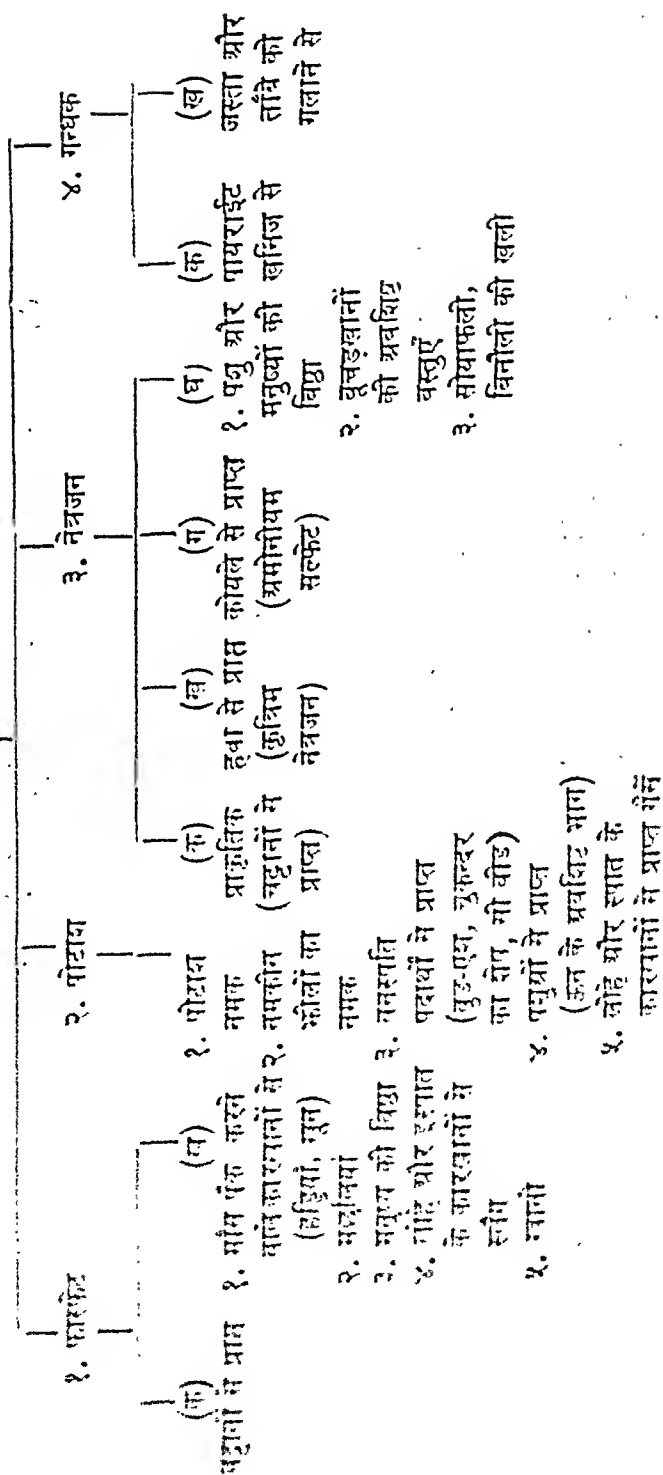 १. फास्फेट
(क)
चट्टानों से प्राप्त
(ख)
१. माँस पैक करने
वाले कारखानों से
(हड्डियाँ, खून)
२. मछलियां
३. मनुष्य की विष्ठा
४. लोहे और इस्पात
के कारखानों से
स्लैग
५. ग्वानो
२. पोटाश
१. पोटाश
नमक
२. नमकीन
झीलों का
नमक
३. वनस्पति
पदार्थों से प्राप्त
(वुड-एश, चुकन्दर
का शेष, सी वीड)
४. पशुयों से प्राप्त
(ऊन के अवशिष्ट भाग)
५. लोहे और स्पात के
कारखानों से प्राप्त गैसें
३. नेत्रजन
(क)
प्राकृतिक
(चट्टानों से
प्राप्त)
(ख)
हवा से प्राप्त
(कृत्रिम
नेत्रजन)
(ग)
कोयले से प्राप्त
(अमोनीयम
सल्फेट)
(घ)
१. पशु और
मनुष्यों की
विष्ठा
२. बूचड़खानों
की अवशिष्ट
वस्तुएँ
३. सोयाफली,
बिनौलों की खली
४. गन्धक
(क)
पायराईट
खनिज से
(ख)
जस्ता और
ताँबे को
गलाने से